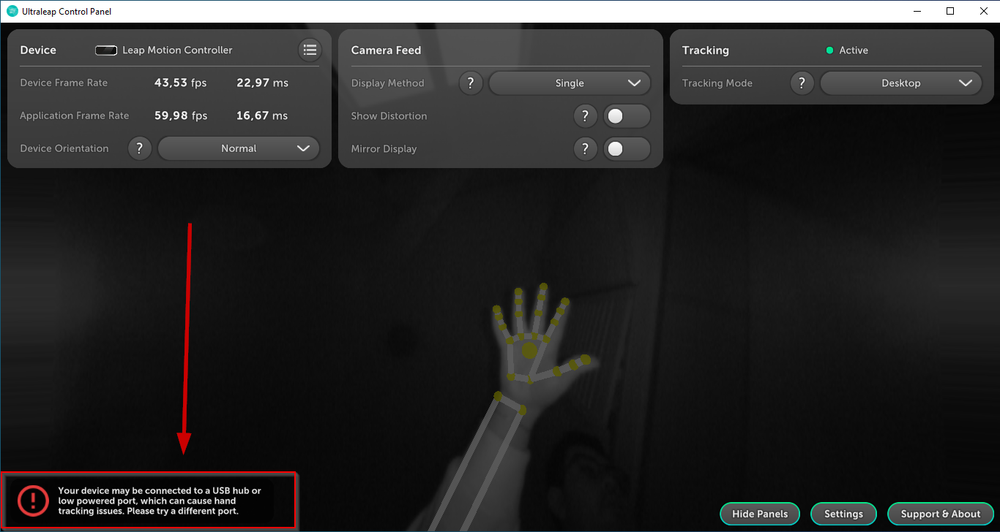 Ultraleap Control Panel
Device
Leap Motion Controller
Device Frame Rate 43,53 fps 22,97 ms
Application Frame Rate 59,98 fps 16,67 ms
Device Orientation ? Normal
Camera Feed
Display Method ? Single
Show Distortion ?
Mirror Display ?
Tracking Active
Tracking Mode ? Desktop
! Your device may be connected to a USB hub or
low powered port, which can cause hand
tracking issues. Please try a different port.
Hide Panels Settings Support & About